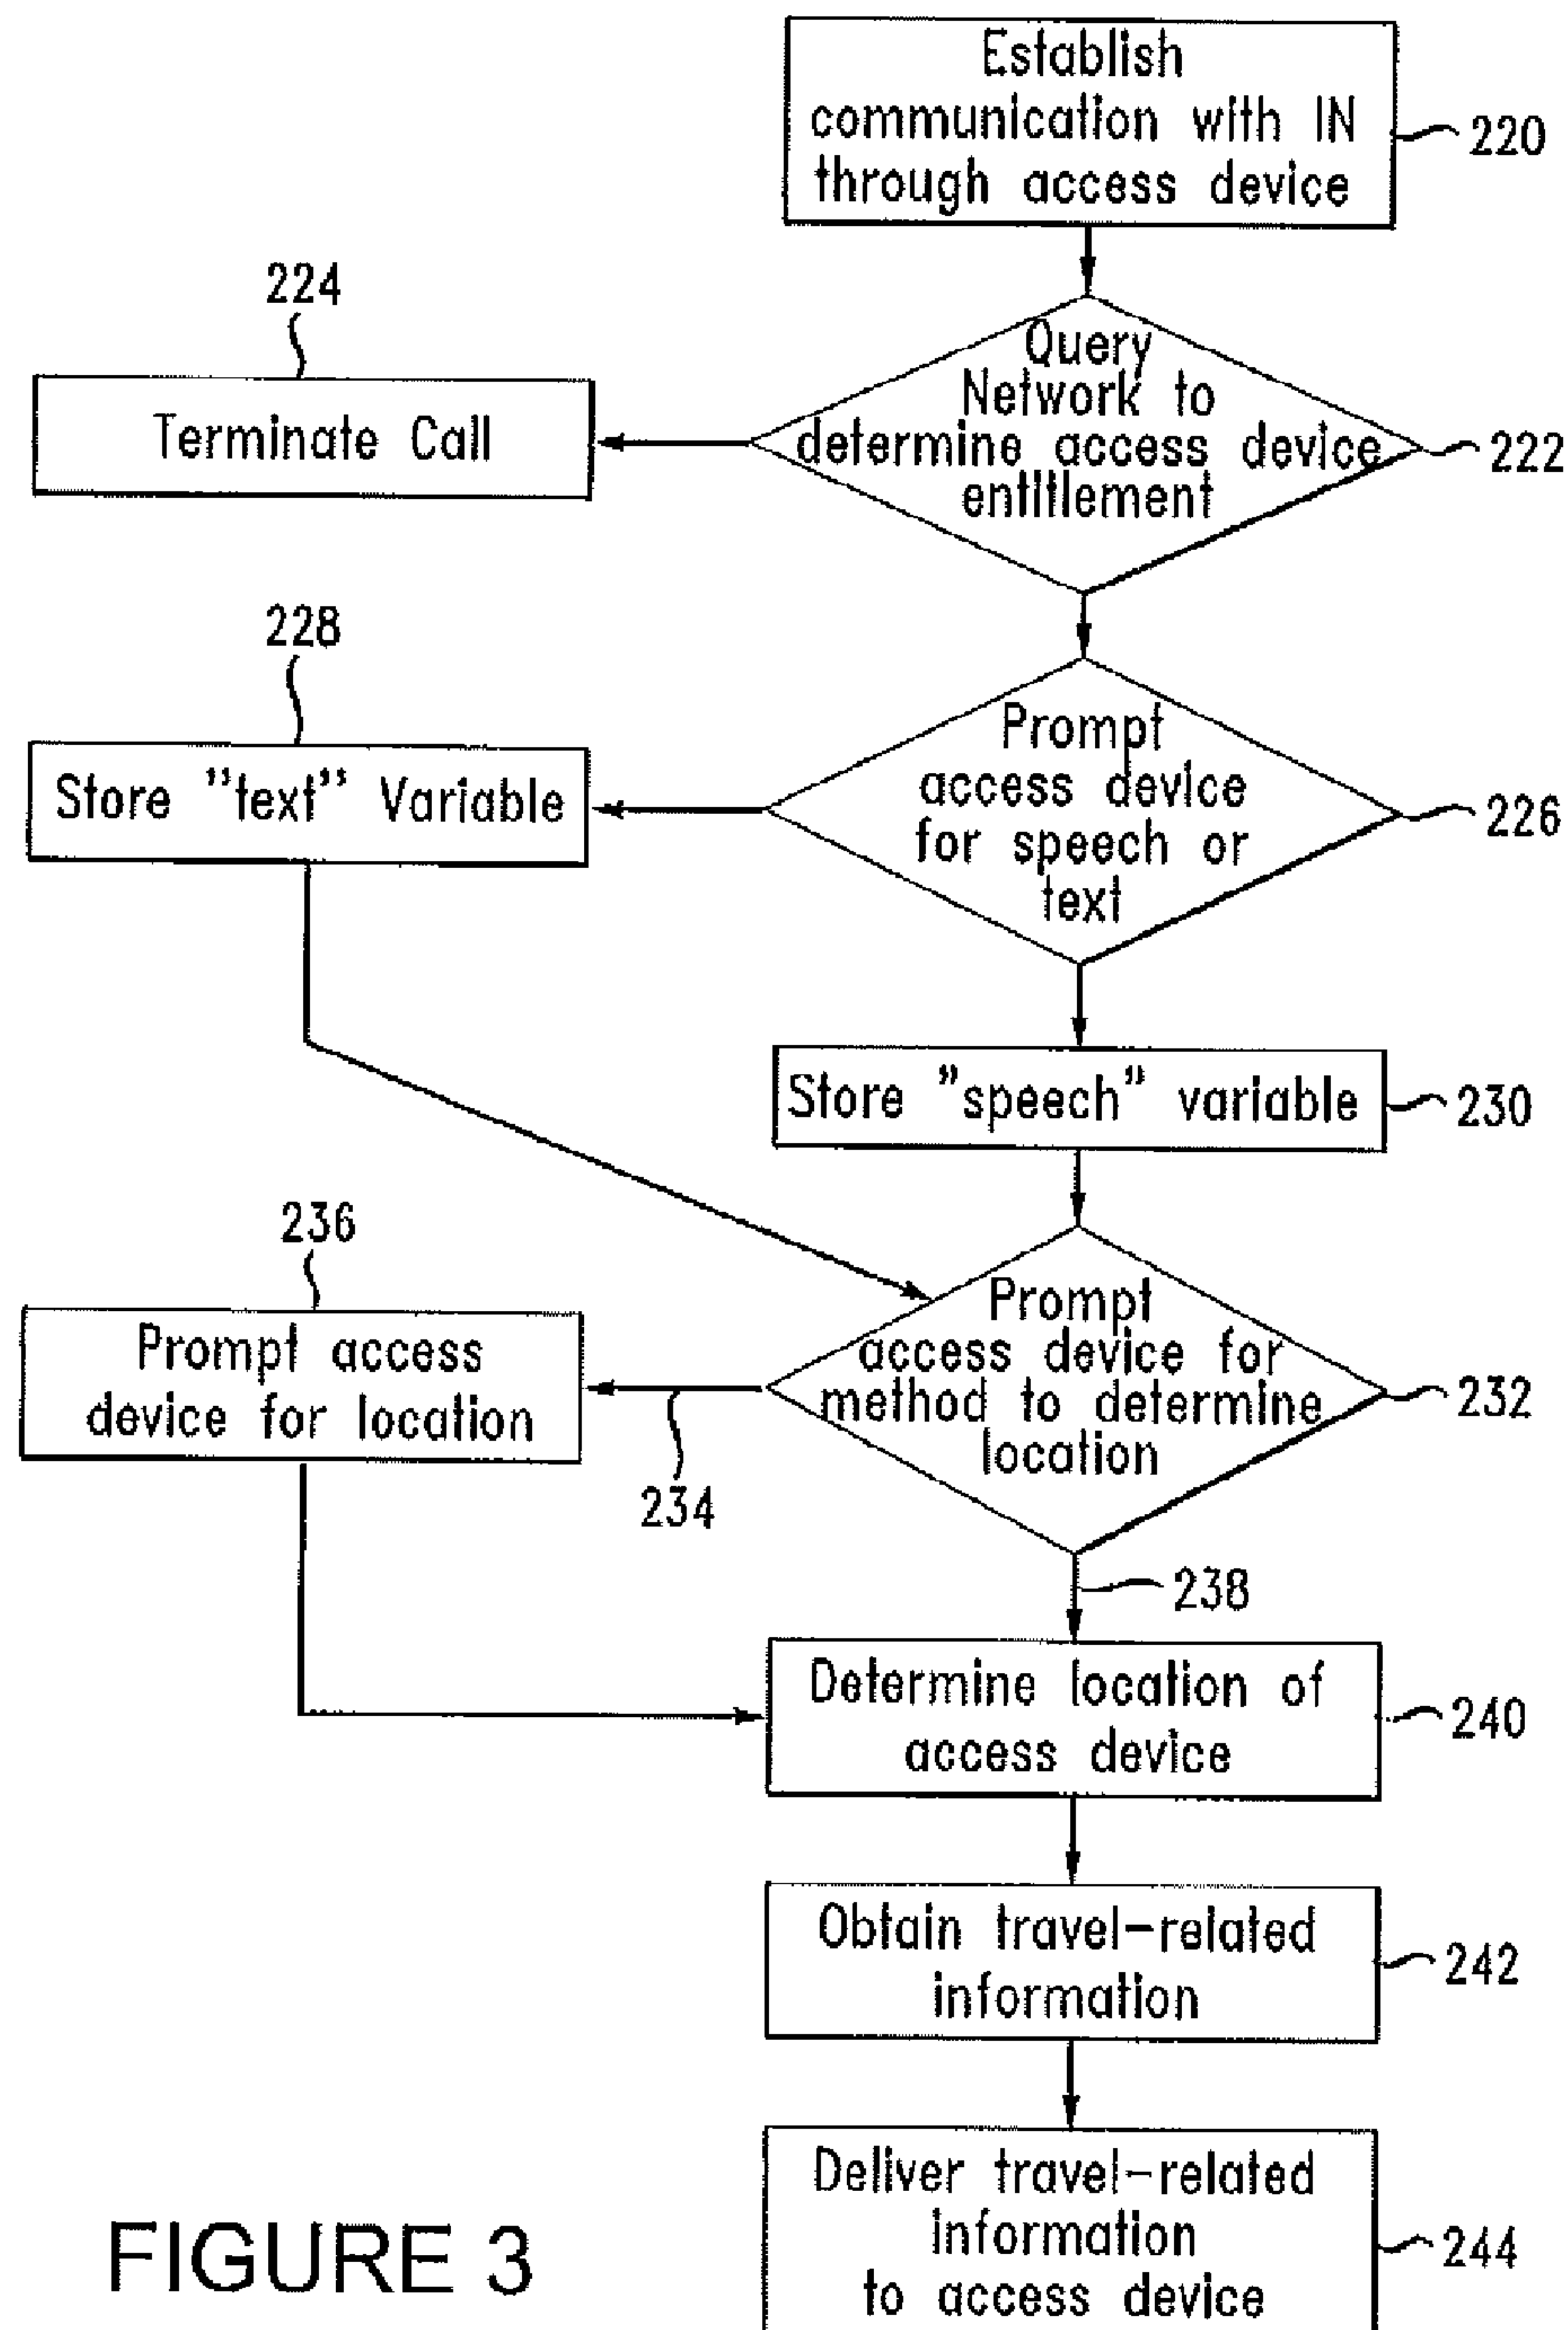 Establish
communication with IN
through access device
220
224
Terminate Call
Query
Network to
determine access device
entitlement
222
228
Store "text" Variable
Prompt
access device
for speech or
text
226
Store "speech" variable
230
236
Prompt access
device for location
234
Prompt
access device for
method to determine
location
232
238
Determine location of
access device
240
Obtain travel-related
information
242
Deliver travel-related
information
to access device
244
FIGURE 3